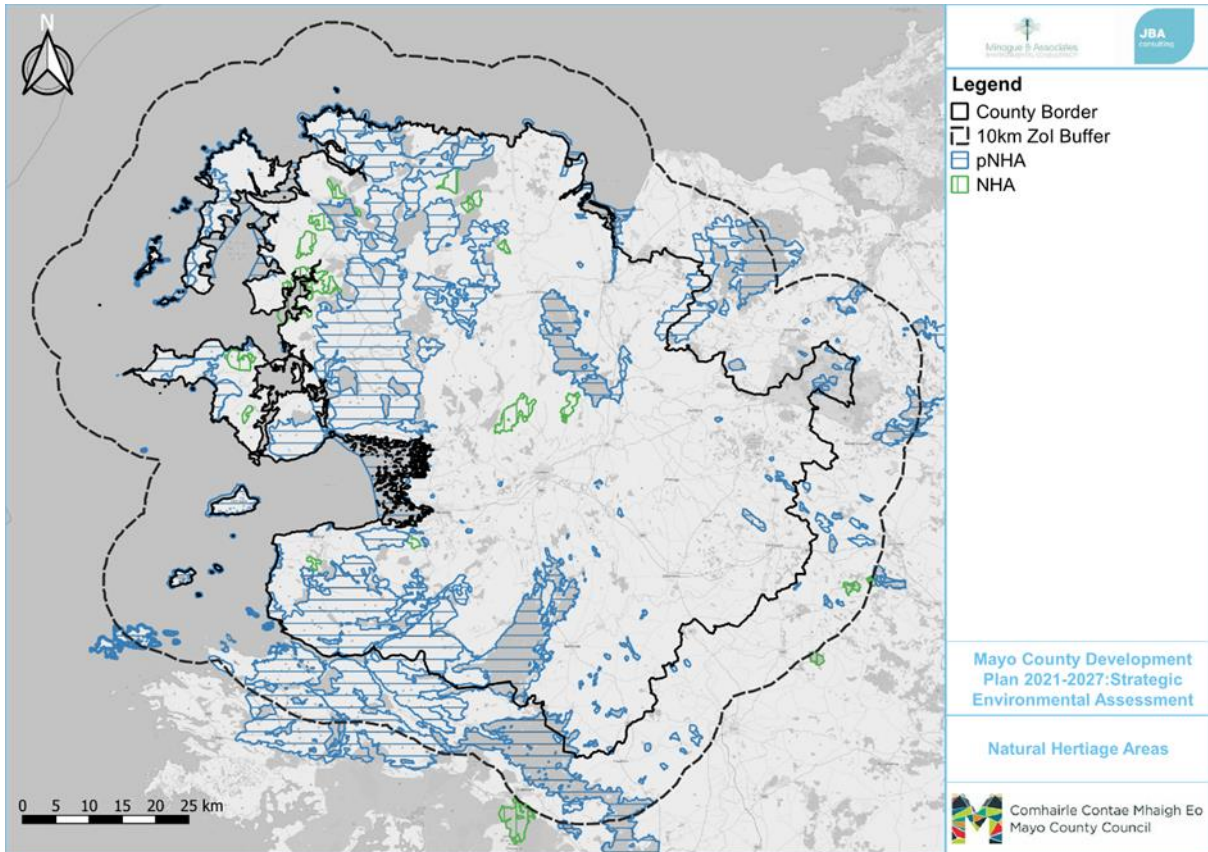 N
Minogue & Associates
ENVIRONMENTAL CONSULTANCY
JBA
consulting
Legend
County Border
10km ZoI Buffer
pNHA
NHA
Mayo County Development
Plan 2021-2027:Strategic
Environmental Assessment
Natural Hertiage Areas
0 5 10 15 20 25 km
Comhairle Contae Mhaigh Eo
Mayo County Council